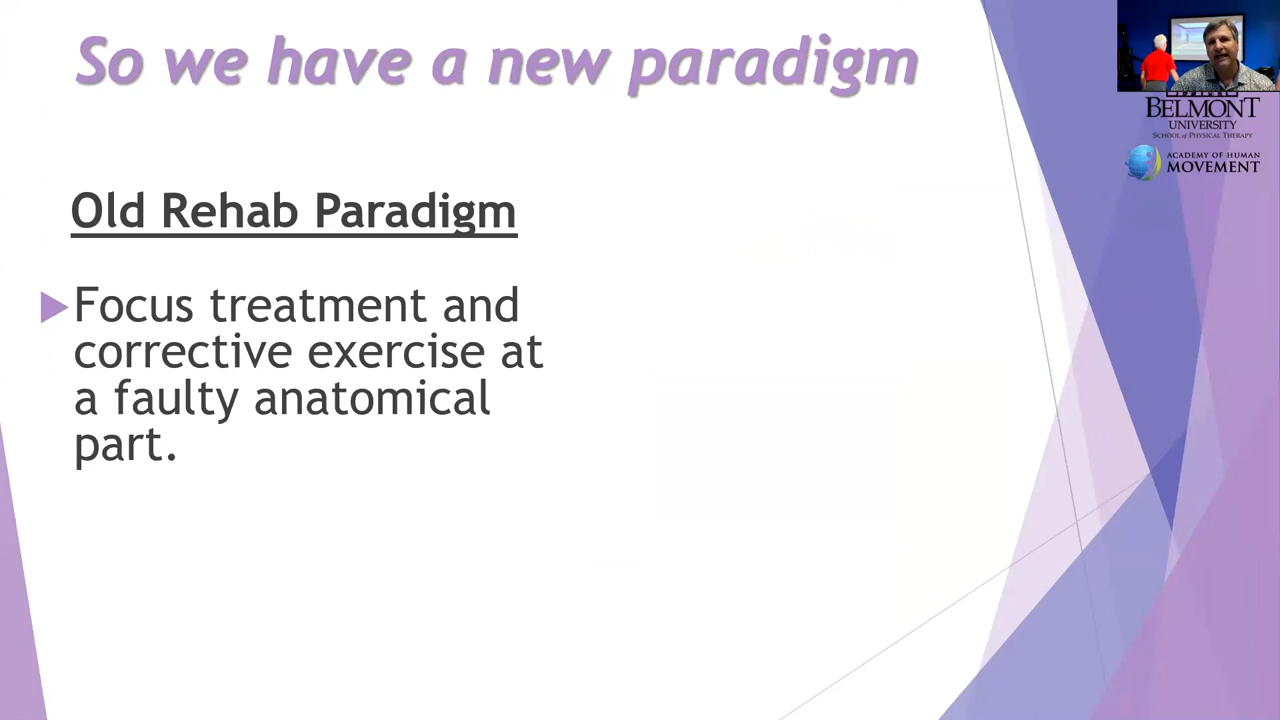 So we have a new paradigm
BELMONT
UNIVERSITY
SCHOOL of PHYSICAL THERAPY
ACADEMY OF HUMAN
MOVEMENT
Old Rehab Paradigm
Focus treatment and
corrective exercise at
a faulty anatomical
part.